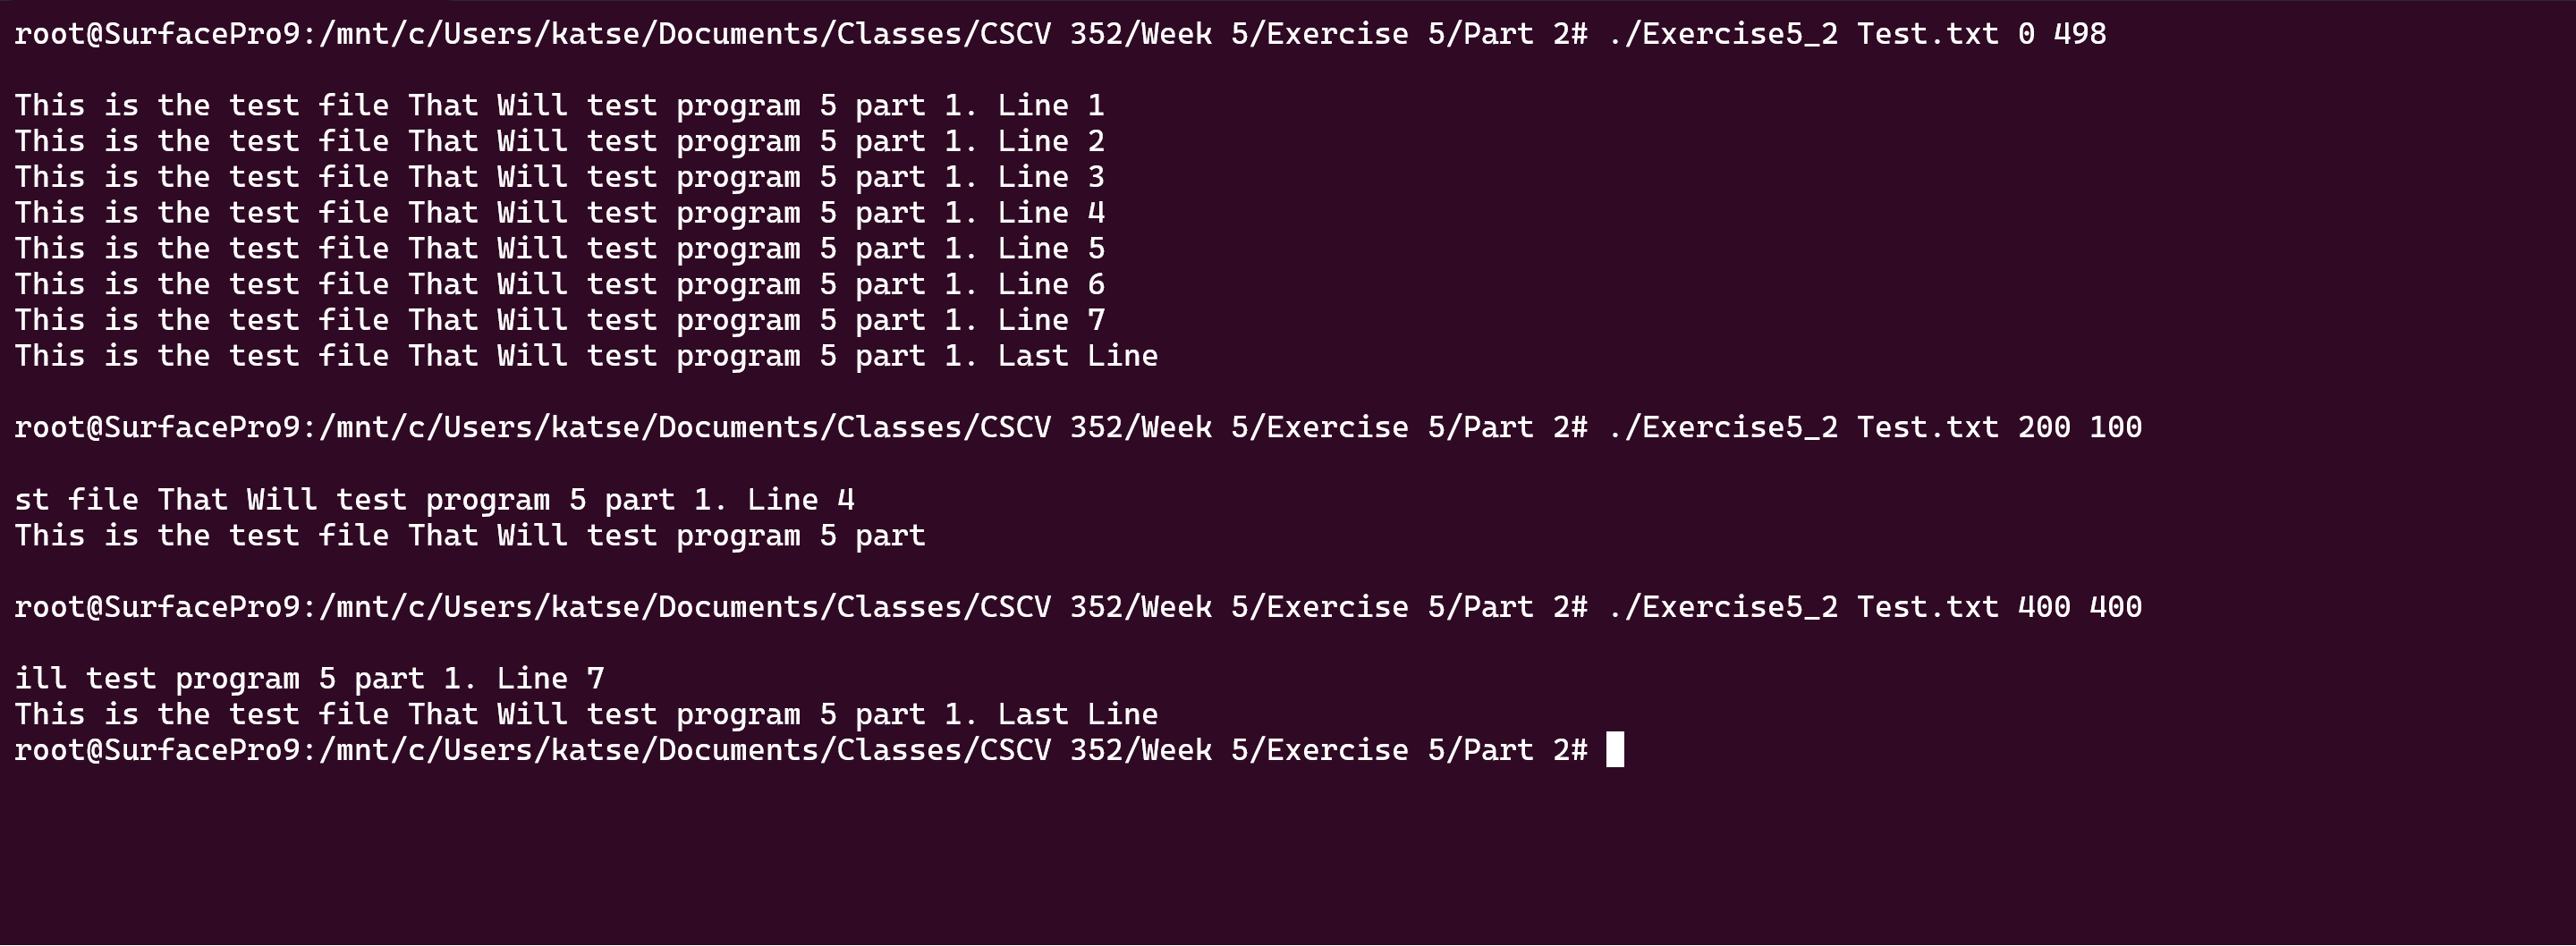 root@SurfacePro9:/mnt/c/Users/katse/Documents/Classes/CSCV 352/Week 5/Exercise 5/Part 2# ./Exercise5_2 Test.txt 0 498
This is the test file That Will test program 5 part 1. Line 1
This is the test file That Will test program 5 part 1. Line 2
This is the test file That Will test program 5 part 1. Line 3
This is the test file That Will test program 5 part 1. Line 4
This is the test file That Will test program 5 part 1. Line 5
This is the test file That Will test program 5 part 1. Line 6
This is the test file That Will test program 5 part 1. Line 7
This is the test file That Will test program 5 part 1. Last Line
root@SurfacePro9:/mnt/c/Users/katse/Documents/Classes/CSCV 352/Week 5/Exercise 5/Part 2# ./Exercise5_2 Test.txt 200 100
st file That Will test program 5 part 1. Line 4
This is the test file That Will test program 5 part
root@SurfacePro9:/mnt/c/Users/katse/Documents/Classes/CSCV 352/Week 5/Exercise 5/Part 2# ./Exercise5_2 Test.txt 400 400
ill test program 5 part 1. Line 7
This is the test file That Will test program 5 part 1. Last Line
root@SurfacePro9:/mnt/c/Users/katse/Documents/Classes/CSCV 352/Week 5/Exercise 5/Part 2#